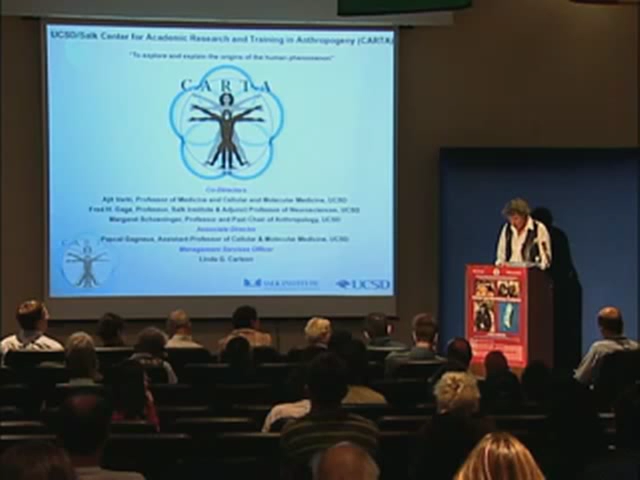 UCSD/Salk Center for Academic Research and Training in Anthropogeny (CARTA)
"To explore and explain the origins of the human phenomenon"
CARTA
Co-Directors
Ajit Varki, Professor of Medicine and Cellular and Molecular Medicine, UCSD
Fred H. Gage, Professor, Salk Institute & Adjunct Professor of Neurosciences, UCSD
Margaret Schoeninger, Professor and Past Chair of Anthropology, UCSD
Associate Director
Pascal Gagneux, Assistant Professor of Cellular & Molecular Medicine, UCSD
Management Services Officer
Linda G. Carlson
CARTA
SALK INSTITUTE
UCSD